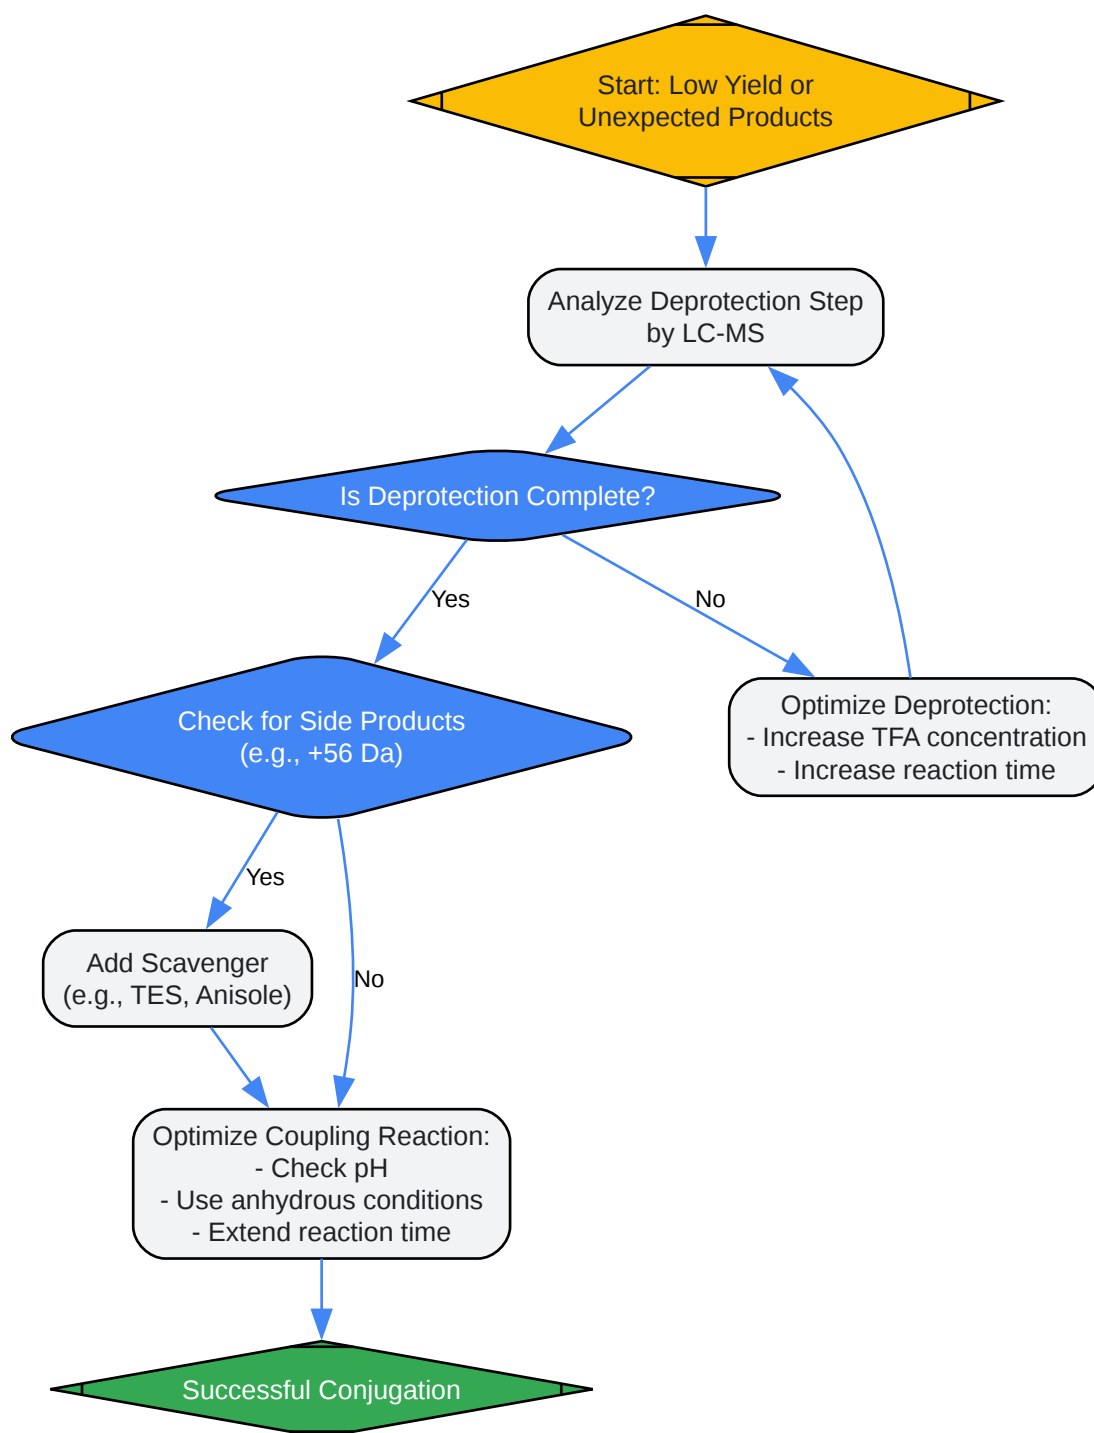 Start: Low Yield or
Unexpected Products
Analyze Deprotection Step
by LC-MS
Is Deprotection Complete?
Yes
No
Check for Side Products
(e.g., +56 Da)
Optimize Deprotection:
- Increase TFA concentration
- Increase reaction time
Yes
No
Add Scavenger
(e.g., TES, Anisole)
Optimize Coupling Reaction:
- Check pH
- Use anhydrous conditions
- Extend reaction time
Successful Conjugation